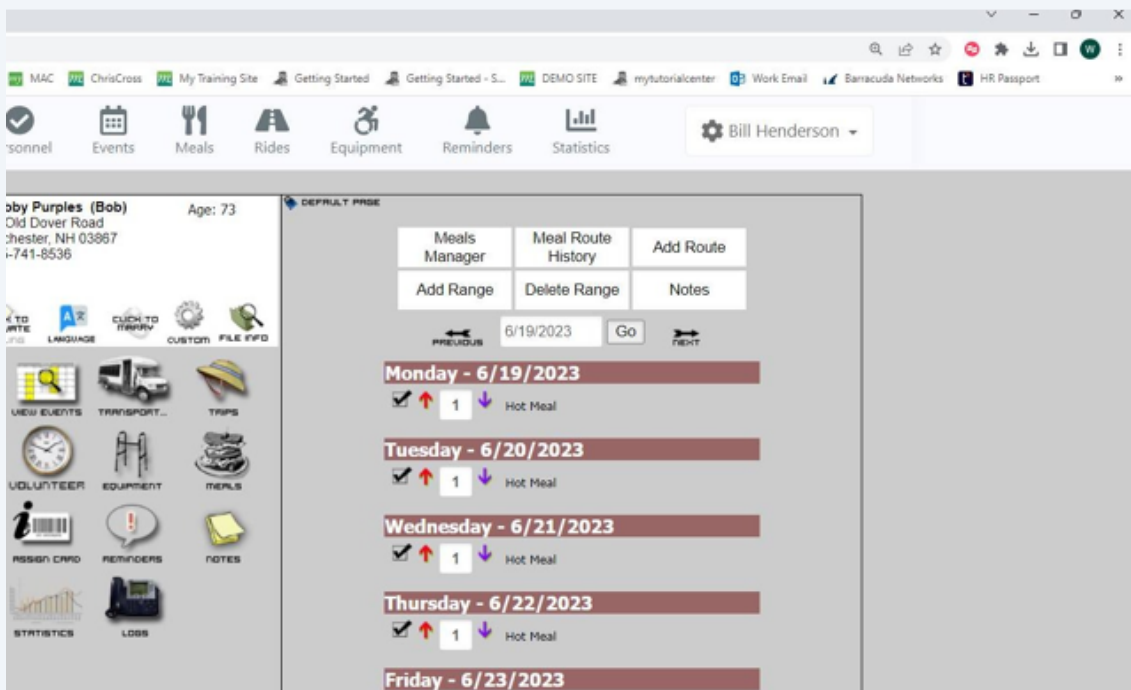 MAC ChrisCross My Training Site Getting Started Getting Started - S... DEMO SITE mytutorialcenter Work Email Barracuda Networks HR Passport »
W
rsonnel Events Meals Rides Equipment Reminders Statistics
Bill Henderson
bby Purples (Bob) Age: 73
Old Dover Road
chester, NH 03867
-741-8536
LANGUAGE
CLICK TO
MARRY
CUSTOM
FILE INFO
VIEW EVENTS TRANSPORT... TRIPS
VOLUNTEER EQUIPMENT MEALS
ASSIGN CARD REMINDERS NOTES
STATISTICS LOGS
DEFAULT PAGE
Meals Manager
Meal Route History
Add Route
Add Range
Delete Range
Notes
PREVIOUS 6/19/2023 Go NEXT
Monday - 6/19/2023
1 Hot Meal
Tuesday - 6/20/2023
1 Hot Meal
Wednesday - 6/21/2023
1 Hot Meal
Thursday - 6/22/2023
1 Hot Meal
Friday - 6/23/2023